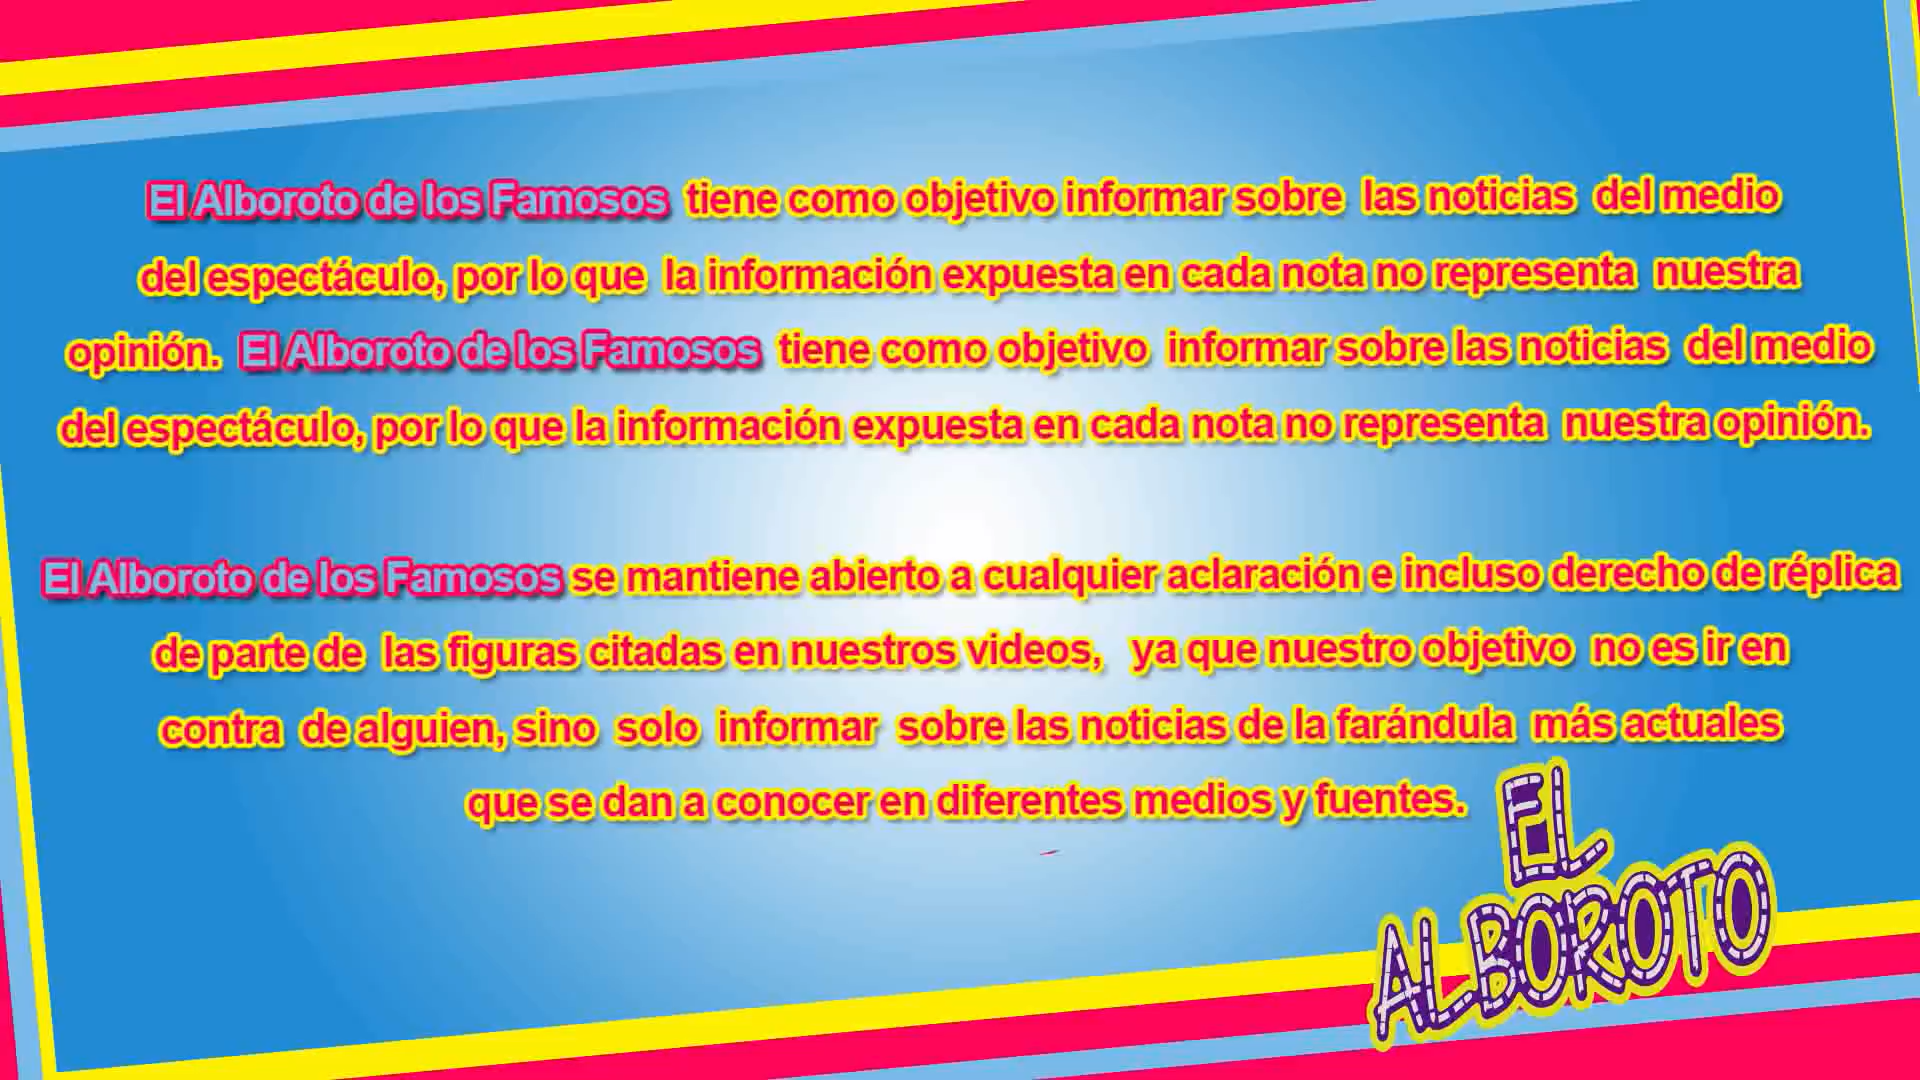 El Alboroto de los Famosos tiene como objetivo informar sobre las noticias del medio
del espectáculo, por lo que la información expuesta en cada nota no representa nuestra
opinión. El Alboroto de los Famosos tiene como objetivo informar sobre las noticias del medio
del espectáculo, por lo que la información expuesta en cada nota no representa nuestra opinión.
El Alboroto de los Famosos se mantiene abierto a cualquier aclaración e incluso derecho de réplica
de parte de las figuras citadas en nuestros videos, ya que nuestro objetivo no es ir en
contra de alguien, sino solo informar sobre las noticias de la farándula más actuales
que se dan a conocer en diferentes medios y fuentes.
EL
ALBOROTO